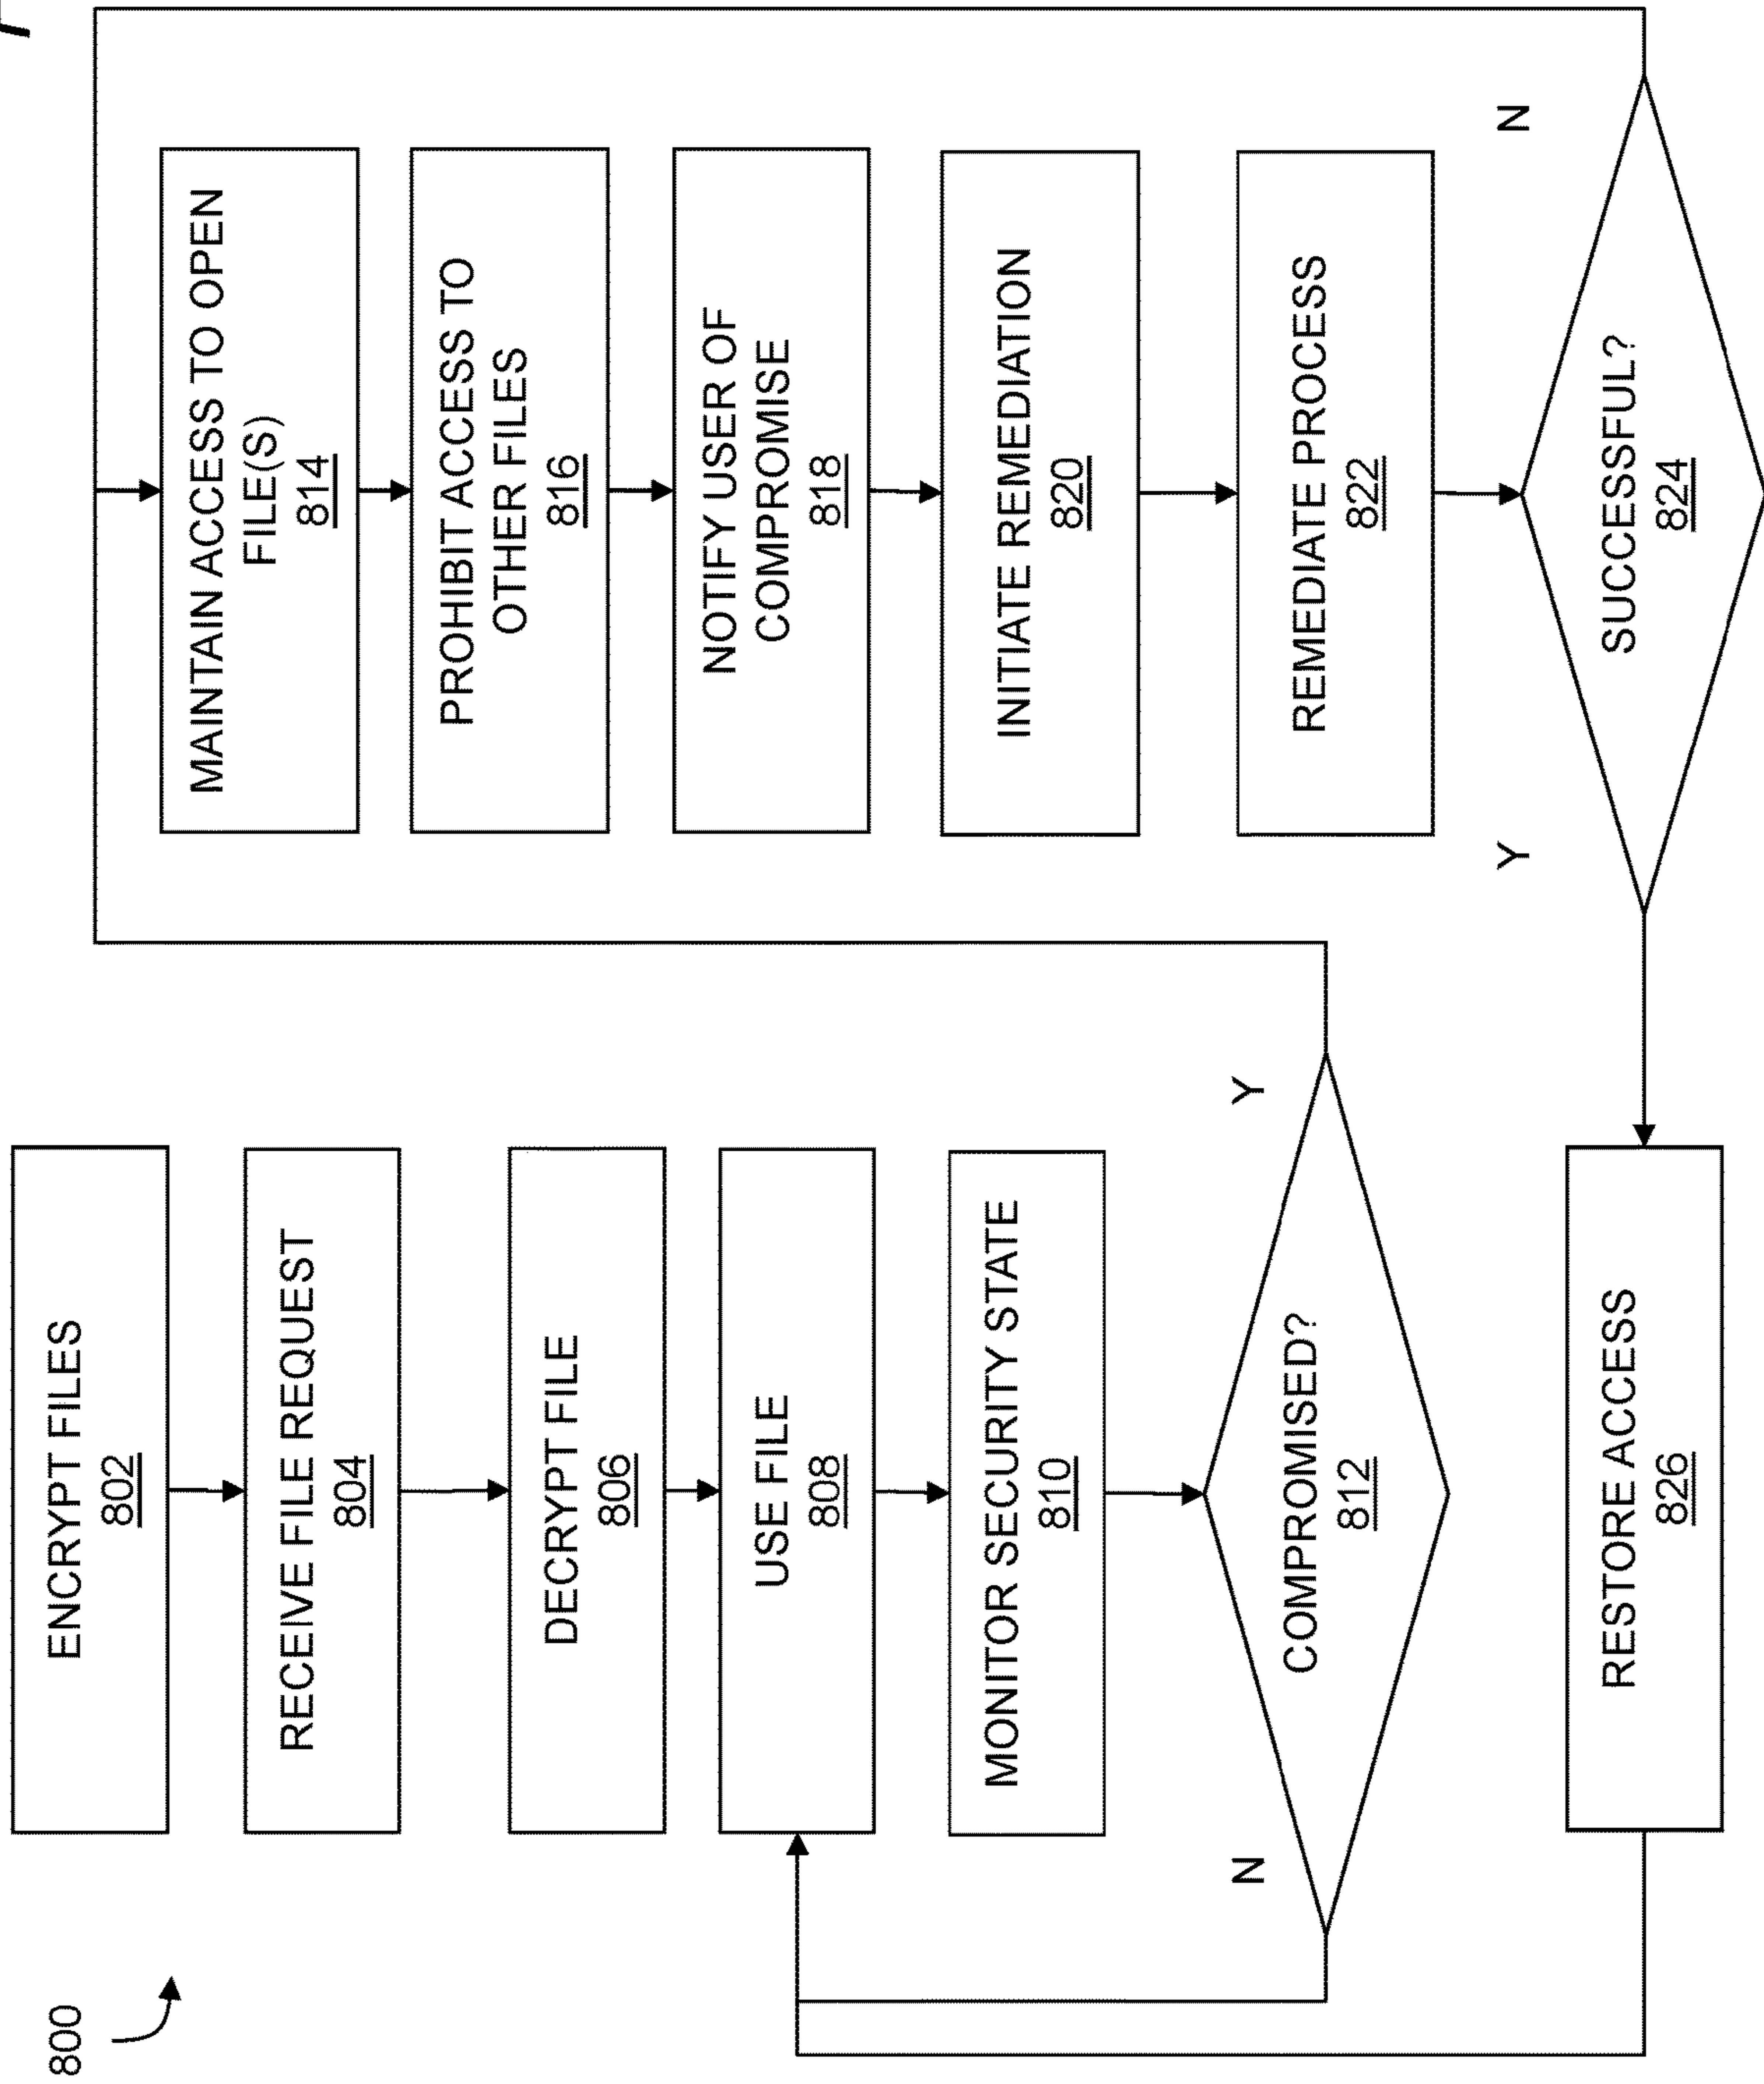 800
ENCRYPT FILES
802
RECEIVE FILE REQUEST
804
DECRYPT FILE
806
USE FILE
808
MONITOR SECURITY STATE
810
COMPROMISED?
812
N
Y
MAINTAIN ACCESS TO OPEN
FILE(S)
814
PROHIBIT ACCESS TO
OTHER FILES
816
NOTIFY USER OF
COMPROMISE
818
INITIATE REMEDIATION
820
REMEDIATE PROCESS
822
SUCCESSFUL?
824
Y
N
RESTORE ACCESS
826